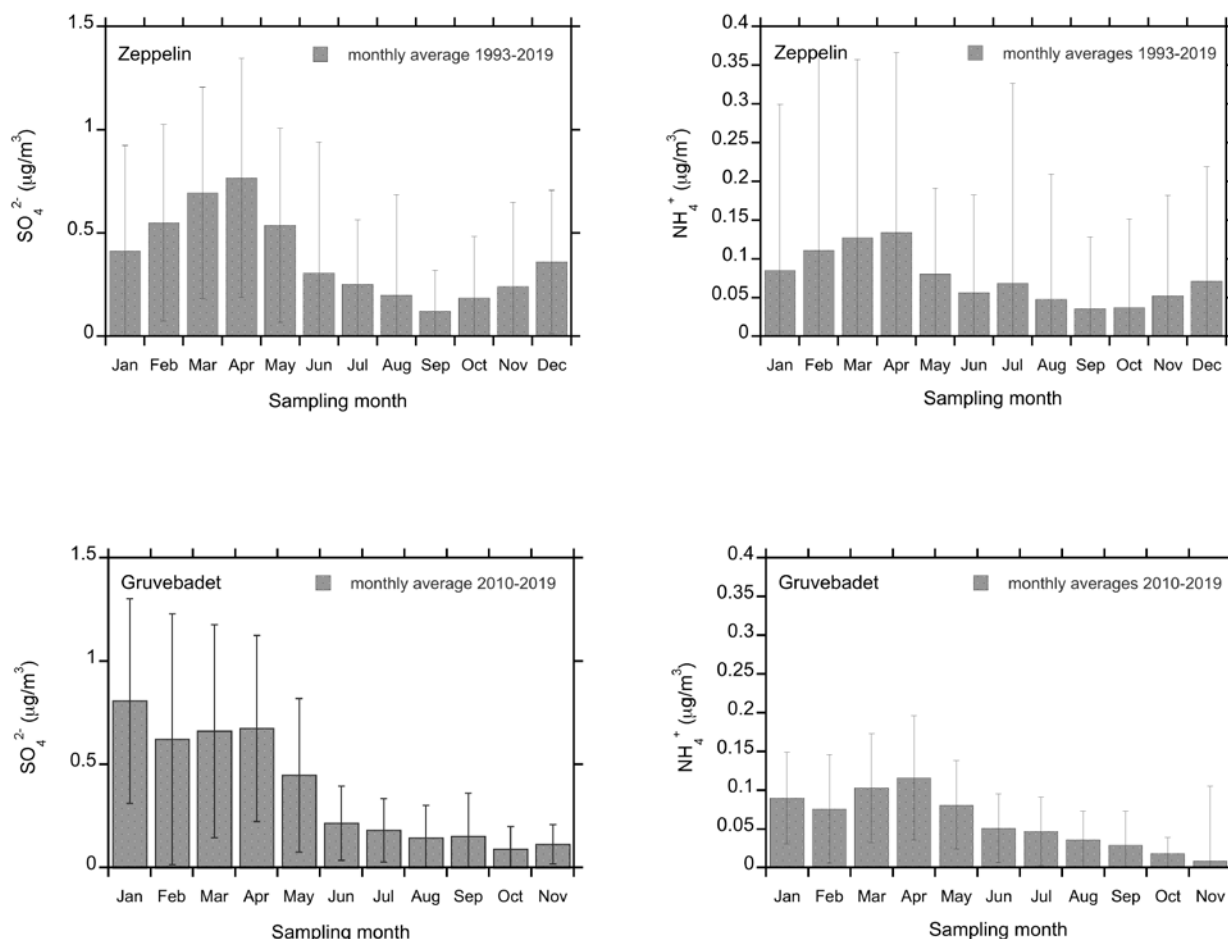 1.5
Zeppelin
monthly average 1993-2019
1
SO₄²⁻ (μg/m³)
0.5
0
Jan Feb Mar Apr May Jun Jul Aug Sep Oct Nov Dec
Sampling month
0.4
Zeppelin
monthly averages 1993-2019
0.35
0.3
0.25
0.2
NH₄⁺ (μg/m³)
0.15
0.1
0.05
0
Jan Feb Mar Apr May Jun Jul Aug Sep Oct Nov Dec
Sampling month
1.5
Gruvebadet
monthly average 2010-2019
1
SO₄²⁻ (μg/m³)
0.5
0
Jan Feb Mar Apr May Jun Jul Aug Sep Oct Nov
Sampling month
0.4
Gruvebadet
monthly averages 2010-2019
0.35
0.3
0.25
0.2
NH₄⁺ (μg/m³)
0.15
0.1
0.05
0
Jan Feb Mar Apr May Jun Jul Aug Sep Oct Nov
Sampling month